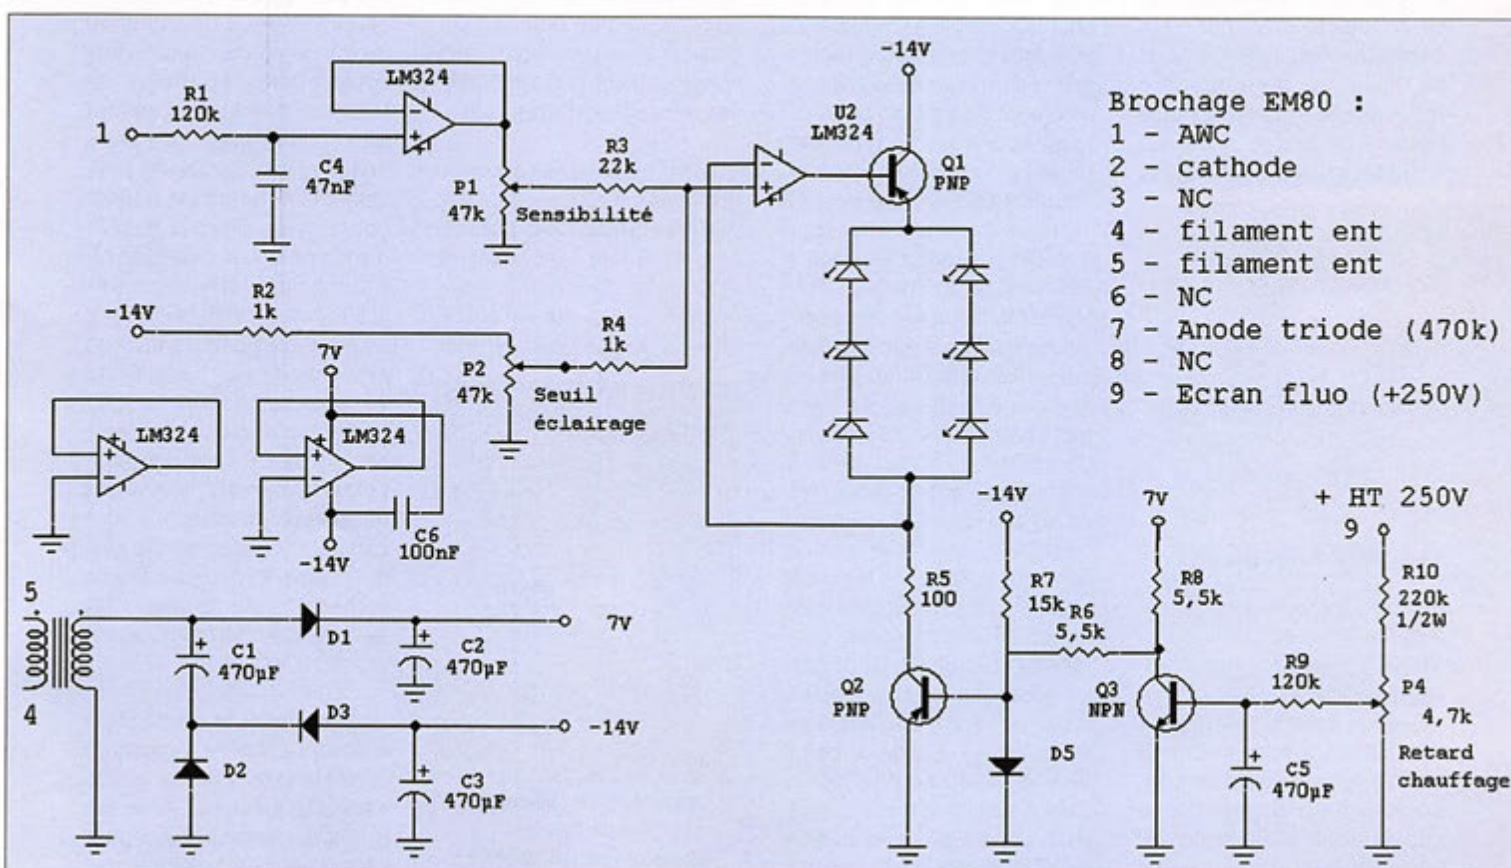 R1
120k
1
C4
47nF
LM324
P1
47k
Sensibilité
R3
22k
U2
LM324
-14V
Q1
PNP
Brochage EM80 :
1 - AWC
2 - cathode
3 - NC
4 - filament ent
5 - filament ent
6 - NC
7 - Anode triode (470k)
8 - NC
9 - Ecran fluo (+250V)
-14V
R2
1k
7V
P2
47k
Seuil
éclairage
R4
1k
LM324
LM324
C6
100nF
-14V
5
4
C1
470µF
D1
C2
470µF
7V
D2
D3
C3
470µF
-14V
R5
100
Q2
PNP
-14V
R7
15k
R6
5,5k
D5
7V
R8
5,5k
Q3
NPN
R9
120k
C5
470µF
+ HT 250V
9
R10
220k
1/2W
P4
4,7k
Retard
chauffage